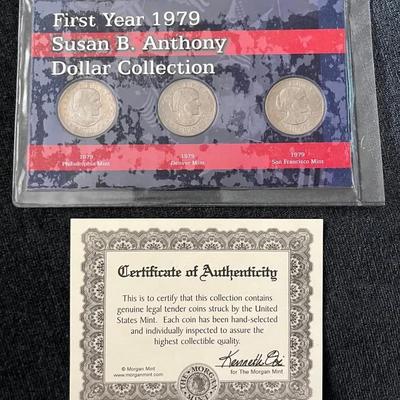 First Year 1979
Susan B. Anthony
Dollar Collection
1979
Philadelphia Mint
1979
Denver Mint
1979
San Francisco Mint
Certificate of Authenticity
This is to certify that this collection contains
genuine legal tender coins struck by the United
States Mint. Each coin has been hand-selected
and individually inspected to assure the
highest collectible quality.
© Morgan Mint
www.morganmint.com
for The Morgan Mint
THE MORGAN